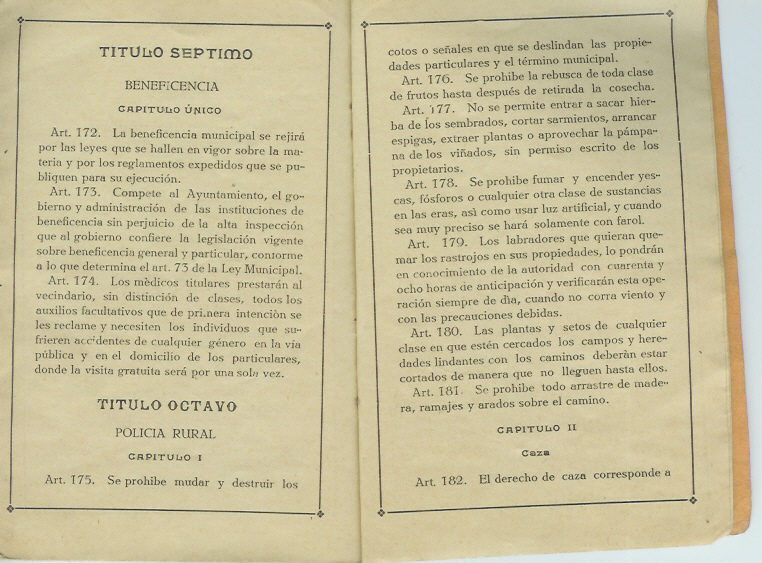 TITULO SEPTIMO
BENEFICENCIA
CAPITULO ÚNICO
Art. 172. La beneficencia municipal se rejirá
por las leyes que se hallen en vigor sobre la ma-
teria y por los reglamentos expedidos que se pu-
bliquen para su ejecución.
Art. 173. Compete al Ayuntamiento, el go-
bierno y administración de las instituciones de
beneficencia sin perjuicio de la alta inspección
que al gobierno confiere la legislación vigente
sobre beneficencia general y particular, conforme
a lo que determina el art. 73 de la Ley Municipal.
Art. 174. Los mèdicos titulares prestarán al
vecindario, sin distinción de clases, todos los
auxilios facultativos que de primera intenciòn se
les reclame y necesiten los individuos que su-
frieren accidentes de cualquier género en la vía
pública y en el domicilio de los particulares,
donde la visita gratuita será por una sola vez.
TITULO OCTAVO
POLICIA RURAL
CAPITULO I
Art. 175. Se prohibe mudar y destruir los
cotos o señales en que se deslindan las propie-
dades particulares y el término municipal.
Art. 176. Se prohibe la rebusca de toda clase
de frutos hasta después de retirada la cosecha.
Art. 177. No se permite entrar a sacar hier-
ba de los sembrados, cortar sarmientos, arrancar
espigas, extraer plantas o aprovechar la pámpa-
na de los viñados, sin permiso escrito de los
propietarios.
Art. 178. Se prohibe fumar y encender yes-
cas, fósforos o cualquier otra clase de sustancias
en las eras, asì como usar luz artificial, y cuando
sea muy preciso se hará solamente con farol.
Art. 179. Los labradores que quieran que-
mar los rastrojos en sus propiedades, lo pondrán
en conocimiento de la autoridad con cuarenta y
ocho horas de anticipación y verificarán esta ope-
ración siempre de dìa, cuando no corra viento y
con las precauciones debidas.
Art. 180. Las plantas y setos de cualquier
clase en que estén cercados los campos y here-
dades lindantes con los caminos deberàn estar
cortados de manera que no lleguen hasta ellos.
Art. 181. Se prohibe todo arrastre de made-
ra, ramajes y arados sobre el camino.
CAPITULO II
Caza
Art. 182. El derecho de caza corresponde a